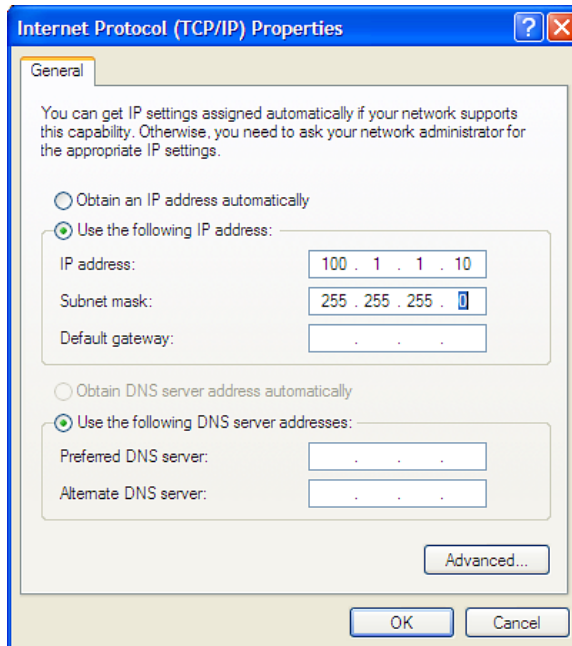 Internet Protocol (TCP/IP) Properties
General
You can get IP settings assigned automatically if your network supports
this capability. Otherwise, you need to ask your network administrator for
the appropriate IP settings.
Obtain an IP address automatically
Use the following IP address:
IP address: 100 . 1 . 1 . 10
Subnet mask: 255 . 255 . 255 . 0
Default gateway: . . .
Obtain DNS server address automatically
Use the following DNS server addresses:
Preferred DNS server: . . .
Alternate DNS server: . . .
Advanced...
OK Cancel